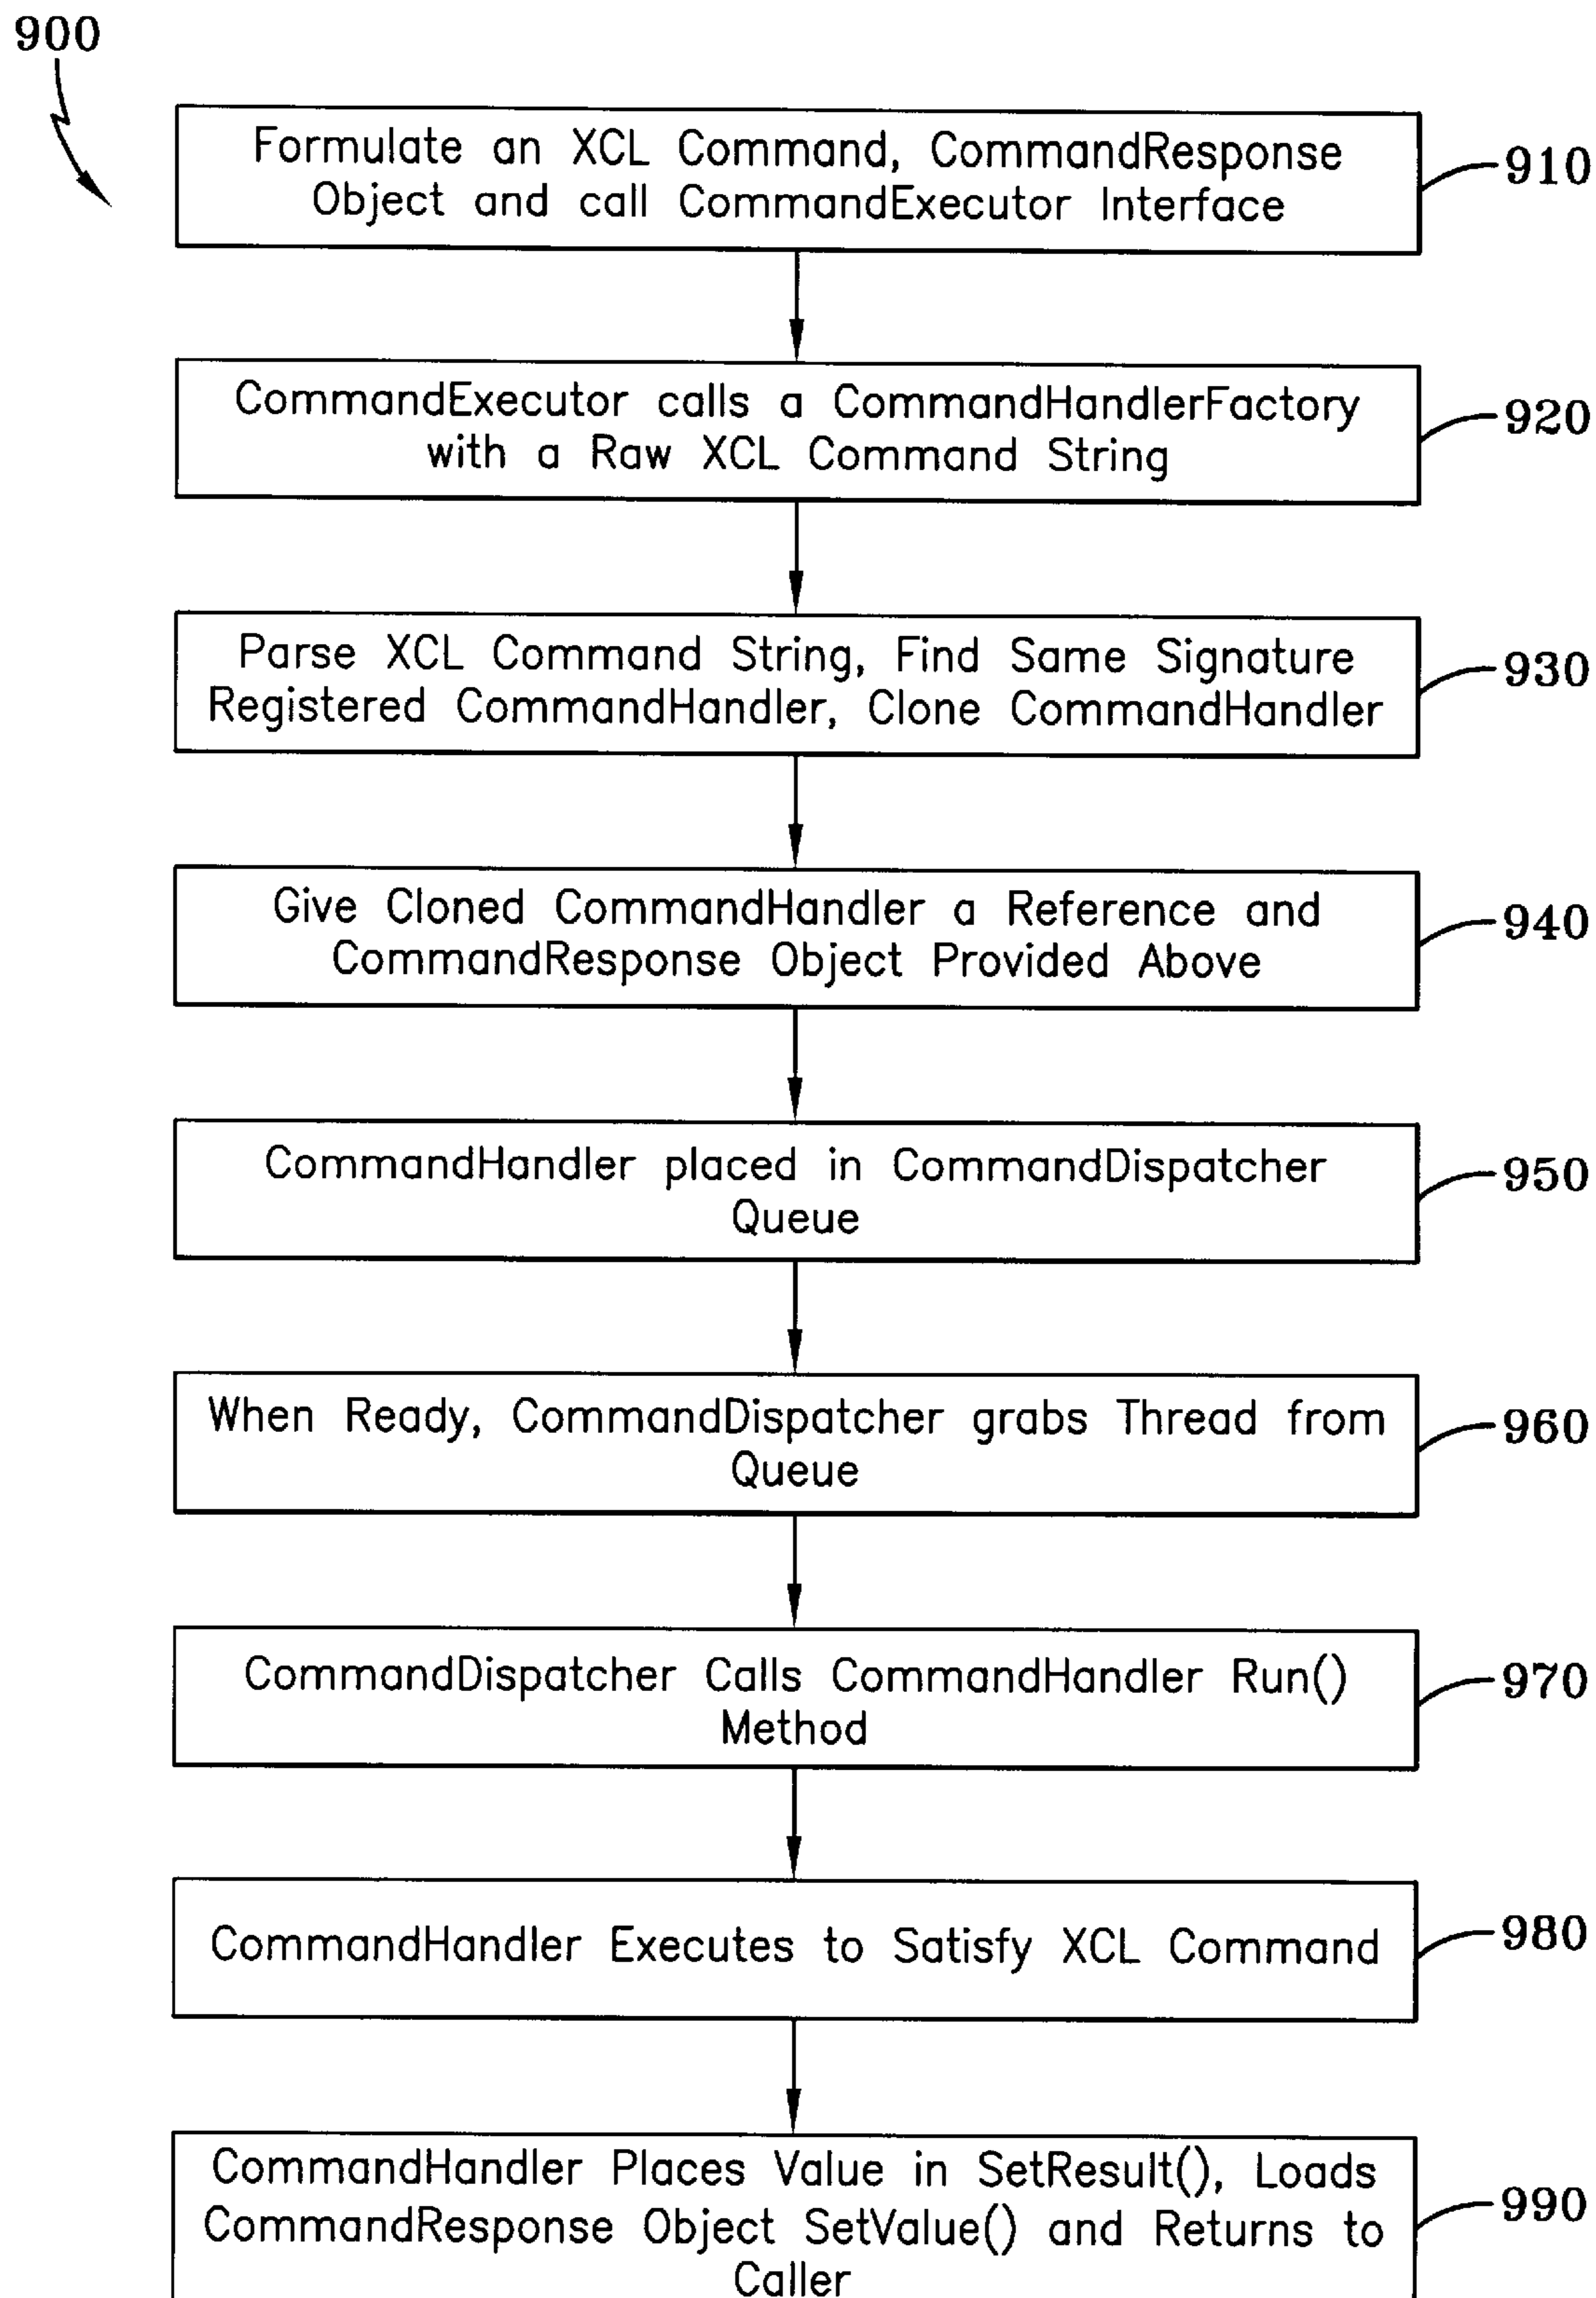 900
Formulate an XCL Command, CommandResponse
Object and call CommandExecutor Interface
910
CommandExecutor calls a CommandHandlerFactory
with a Raw XCL Command String
920
Parse XCL Command String, Find Same Signature
Registered CommandHandler, Clone CommandHandler
930
Give Cloned CommandHandler a Reference and
CommandResponse Object Provided Above
940
CommandHandler placed in CommandDispatcher
Queue
950
When Ready, CommandDispatcher grabs Thread from
Queue
960
CommandDispatcher Calls CommandHandler Run()
Method
970
CommandHandler Executes to Satisfy XCL Command
980
CommandHandler Places Value in SetResult(), Loads
CommandResponse Object SetValue() and Returns to
Caller
990